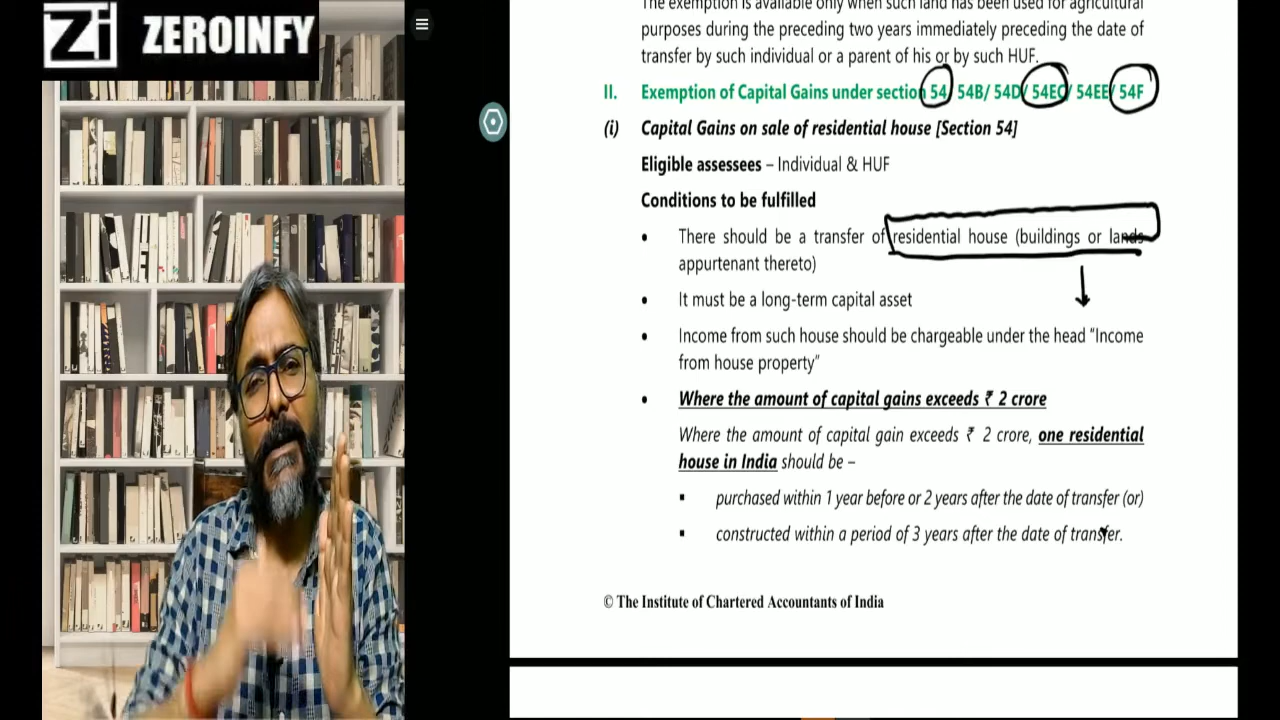 Zi ZEROINFY
The exemption is available only when such land has been used for agricultural
purposes during the preceding two years immediately preceding the date of
transfer by such individual or a parent of his or by such HUF.
II. Exemption of Capital Gains under section 54/ 54B/ 54D/ 54EC/ 54EE/ 54F
(i) Capital Gains on sale of residential house [Section 54]
Eligible assessees – Individual & HUF
Conditions to be fulfilled
• There should be a transfer of residential house (buildings or lands
appurtenant thereto)
• It must be a long-term capital asset
• Income from such house should be chargeable under the head “Income
from house property”
• Where the amount of capital gains exceeds ₹ 2 crore
Where the amount of capital gain exceeds ₹ 2 crore, one residential
house in India should be –
▪ purchased within 1 year before or 2 years after the date of transfer (or)
▪ constructed within a period of 3 years after the date of transfer.
© The Institute of Chartered Accountants of India